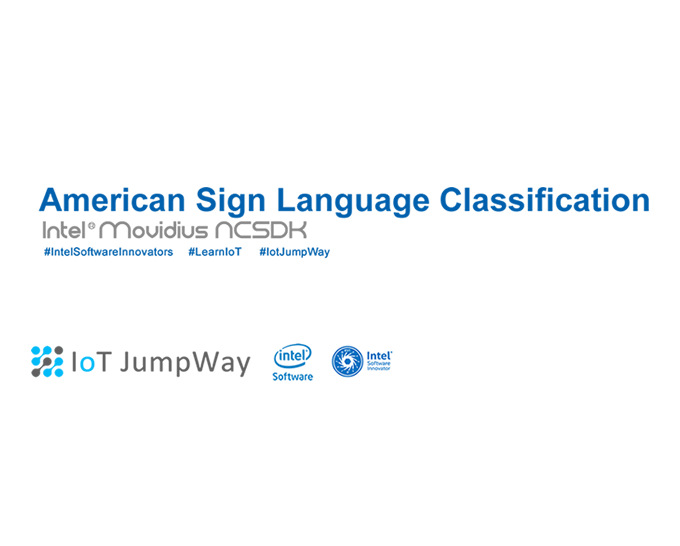 American Sign Language Classification
Intel® Movidius NCSDK
#IntelSoftwareInnovators #LearnIoT #IotJumpWay
IoT JumpWay
intel®
Software
Intel®
Software
Innovator